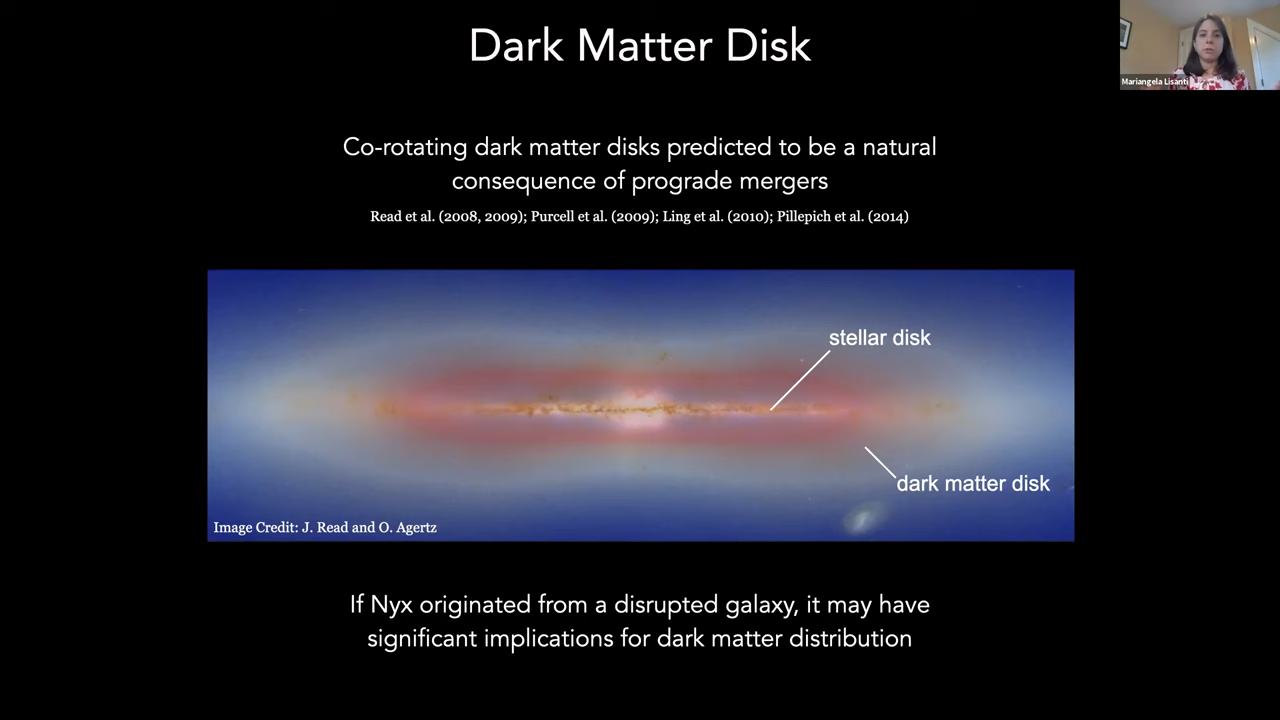 Dark Matter Disk
Mariangela Lisanti
Co-rotating dark matter disks predicted to be a natural
consequence of prograde mergers
Read et al. (2008, 2009); Purcell et al. (2009); Ling et al. (2010); Pillepich et al. (2014)
stellar disk
dark matter disk
Image Credit: J. Read and O. Agertz
If Nyx originated from a disrupted galaxy, it may have
significant implications for dark matter distribution